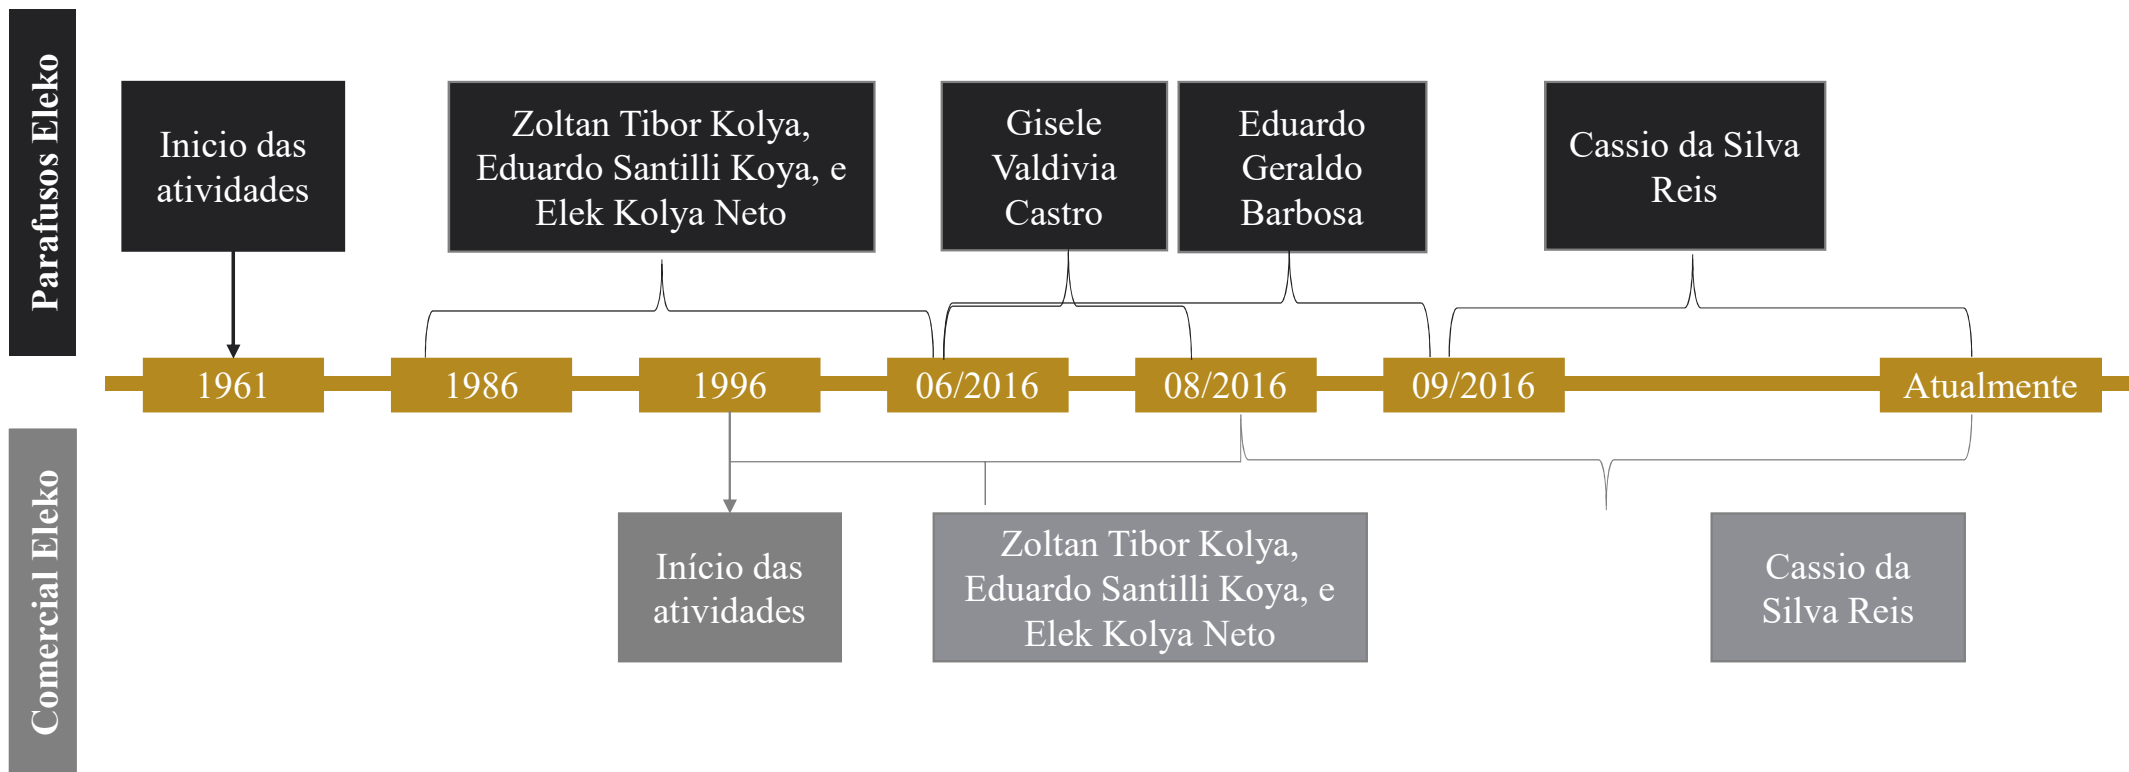 Parafusos Eleko
Inicio das
atividades
Zoltan Tibor Kolya,
Eduardo Santilli Koya, e
Elek Kolya Neto
Gisele
Valdivia
Castro
Eduardo
Geraldo
Barbosa
Cassio da Silva
Reis
1961
1986
1996
06/2016
08/2016
09/2016
Atualmente
Comercial Eleko
Início das
atividades
Zoltan Tibor Kolya,
Eduardo Santilli Koya, e
Elek Kolya Neto
Cassio da
Silva Reis